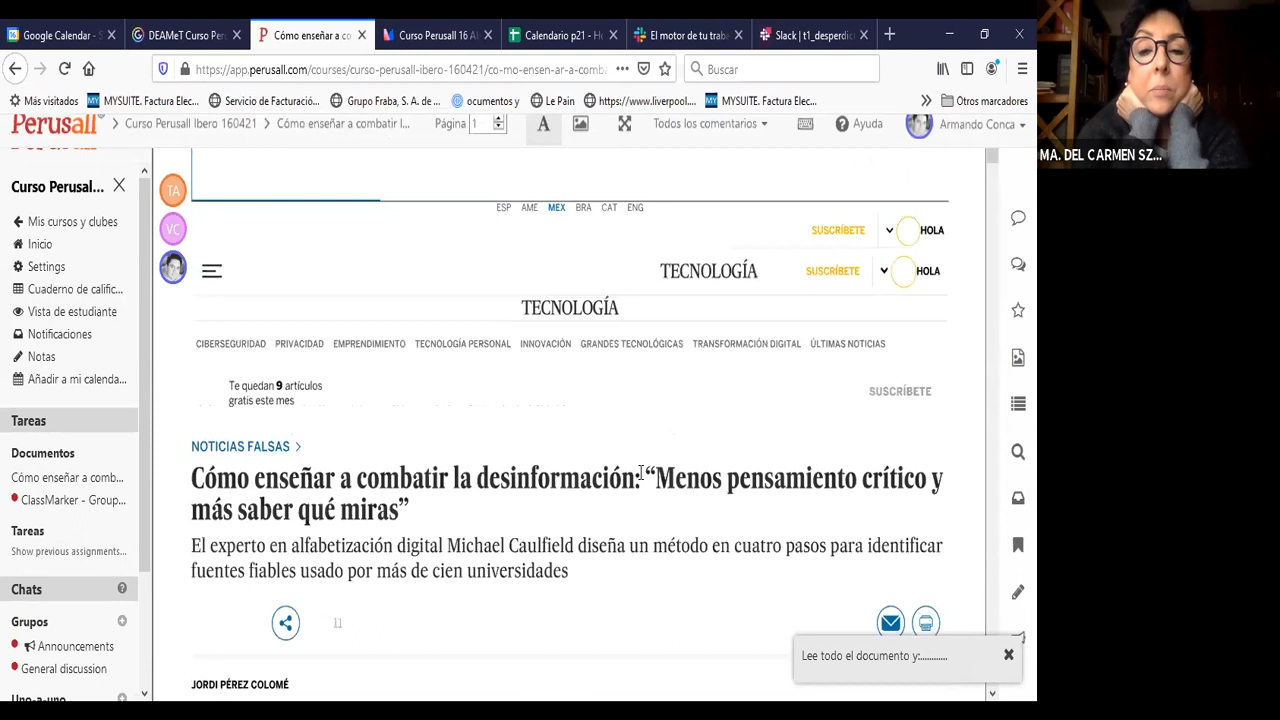 Google Calendar - S
DEAMeT Curso Per
Cómo enseñar a co
Curso Perusall 16 Al
Calendario p21 - Ho
El motor de tu traba
Slack | t1_desperdic
https://app.perusall.com/courses/curso-perusall-ibero-160421/co-mo-ensen-ar-a-comba
Buscar
Más visitados
MYSUITE. Factura Elec...
Servicio de Facturació...
Grupo Fraba, S. A. de ...
ocumentos y
Le Pain
https://www.liverpool....
MYSUITE. Factura Elec...
Otros marcadores
Perusall
Curso Perusall Ibero 160421
Cómo enseñar a combatir l...
Página 1
A
Todos los comentarios
Ayuda
Armando Conca
Curso Perusal...
Mis cursos y clubes
Inicio
Settings
Cuaderno de calific...
Vista de estudiante
Notificaciones
Notas
Añadir a mi calenda...
Tareas
Documentos
Cómo enseñar a comb...
ClassMarker - Group...
Tareas
Show previous assignments...
Chats
Grupos
Announcements
General discussion
Uno-a-uno
TA
VC
ESP AME MEX BRA CAT ENG
SUSCRÍBETE
HOLA
TECNOLOGÍA
SUSCRÍBETE
HOLA
TECNOLOGÍA
CIBERSEGURIDAD PRIVACIDAD EMPRENDIMIENTO TECNOLOGÍA PERSONAL INNOVACIÓN GRANDES TECNOLÓGICAS TRANSFORMACIÓN DIGITAL ÚLTIMAS NOTICIAS
Te quedan 9 artículos
gratis este mes
SUSCRÍBETE
NOTICIAS FALSAS >
Cómo enseñar a combatir la desinformación: “Menos pensamiento crítico y
más saber qué miras”
El experto en alfabetización digital Michael Caulfield diseña un método en cuatro pasos para identificar
fuentes fiables usado por más de cien universidades
11
Lee todo el documento y:............
JORDI PÉREZ COLOMÉ
MA. DEL CARMEN SZ...